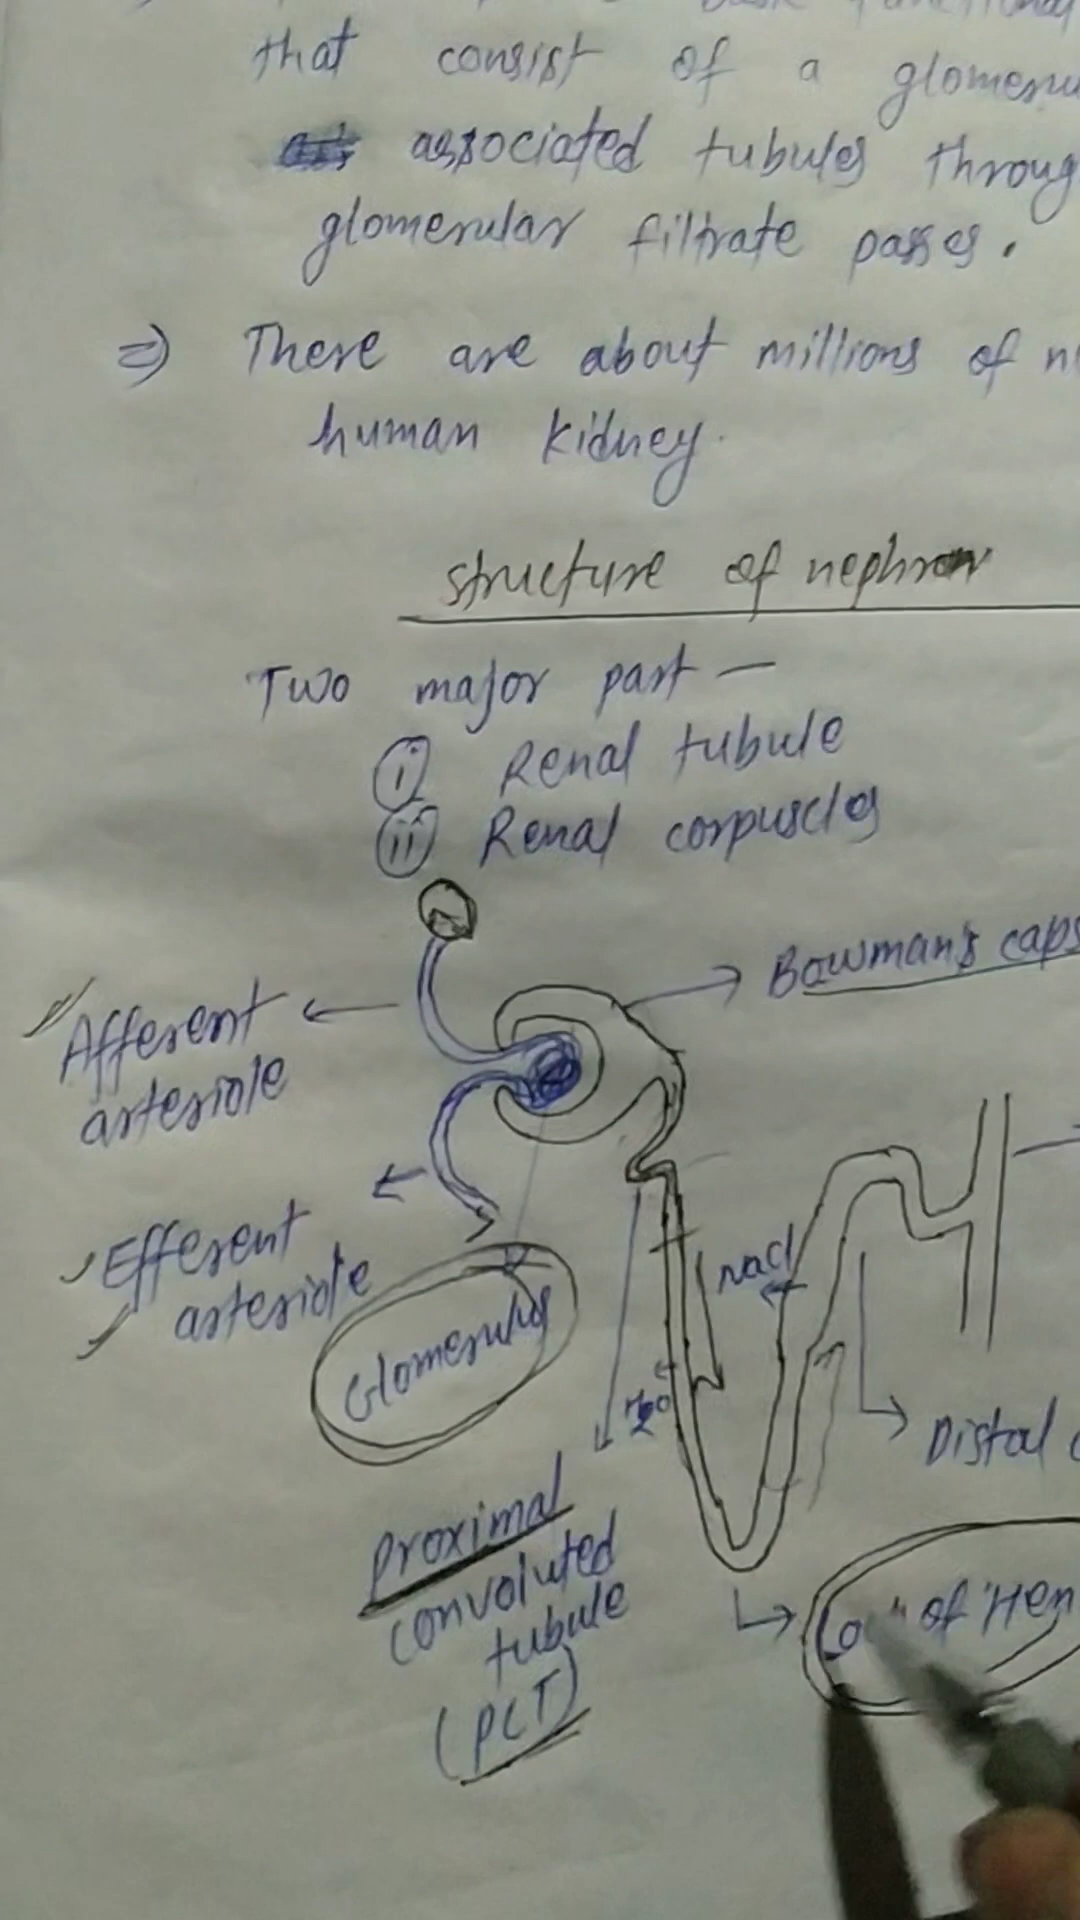 that consist of a
associated tubules
glomerular filtrate passes.
⇒ There are about millions of
human kidney.
structure of nephron
Two major part —
(i) Renal tubule
(ii) Renal corpuscles
Bowman's
Afferent
arteriole
Efferent
arteriole
Glomerulus
nacl
H2o
Distal
Proximal
convoluted
tubule
(PCT)
of